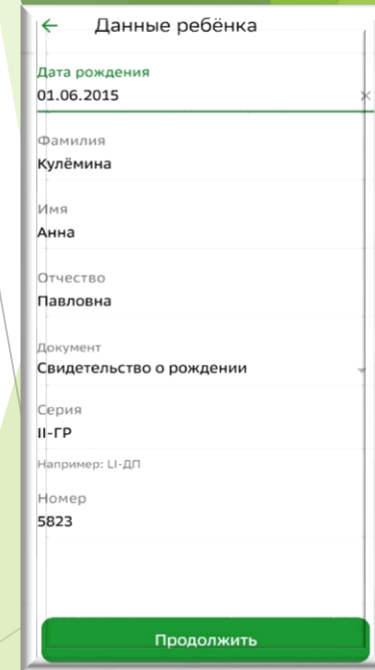 Данные ребёнка
Дата рождения
01.06.2015
Фамилия
Кулёмина
Имя
Анна
Отчество
Павловна
Документ
Свидетельство о рождении
Серия
II-ГР
Например: LI-ДП
Номер
5823
Продолжить